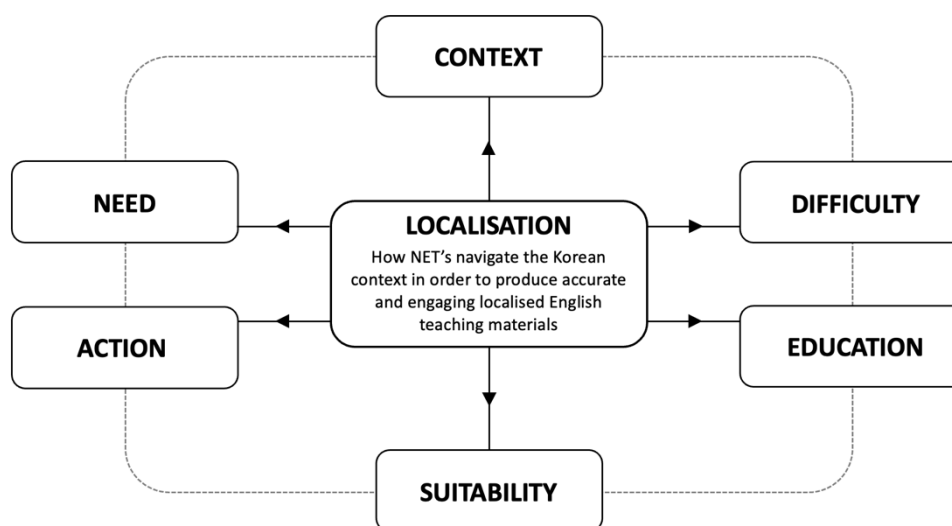 CONTEXT
NEED
DIFFICULTY
LOCALISATION
How NET's navigate the Korean
context in order to produce accurate
and engaging localised English
teaching materials
ACTION
EDUCATION
SUITABILITY